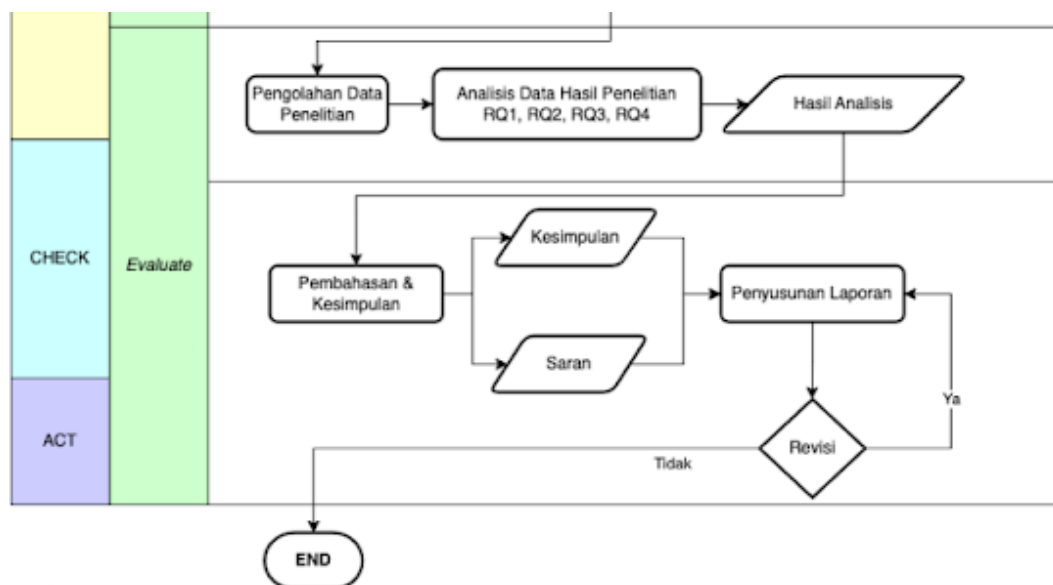 Pengolahan Data
Penelitian
Analisis Data Hasil Penelitian
RQ1, RQ2, RQ3, RQ4
Hasil Analisis
CHECK
Evaluate
Kesimpulan
Pembahasan &
Kesimpulan
Penyusunan Laporan
Saran
Ya
ACT
Revisi
Tidak
END